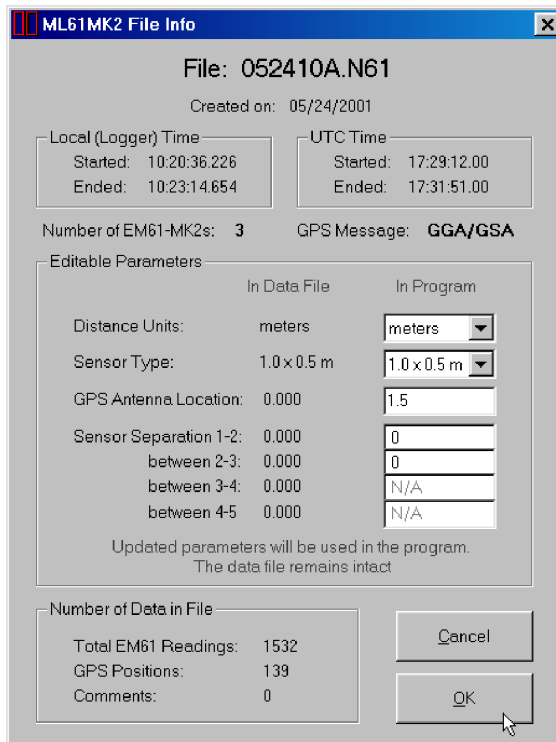 ML61MK2 File Info
File: 052410A.N61
Created on: 05/24/2001
Local (Logger) Time
Started: 10:20:36.226
Ended: 10:23:14.654
UTC Time
Started: 17:29:12.00
Ended: 17:31:51.00
Number of EM61-MK2s: 3
GPS Message: GGA/GSA
Editable Parameters
In Data File In Program
Distance Units: meters meters
Sensor Type: 1.0 x 0.5 m 1.0 x 0.5 m
GPS Antenna Location: 0.000 1.5
Sensor Separation 1-2: 0.000 0
between 2-3: 0.000 0
between 3-4: 0.000 N/A
between 4-5 0.000 N/A
Updated parameters will be used in the program.
The data file remains intact
Number of Data in File
Total EM61 Readings: 1532
GPS Positions: 139
Comments: 0
Cancel
OK